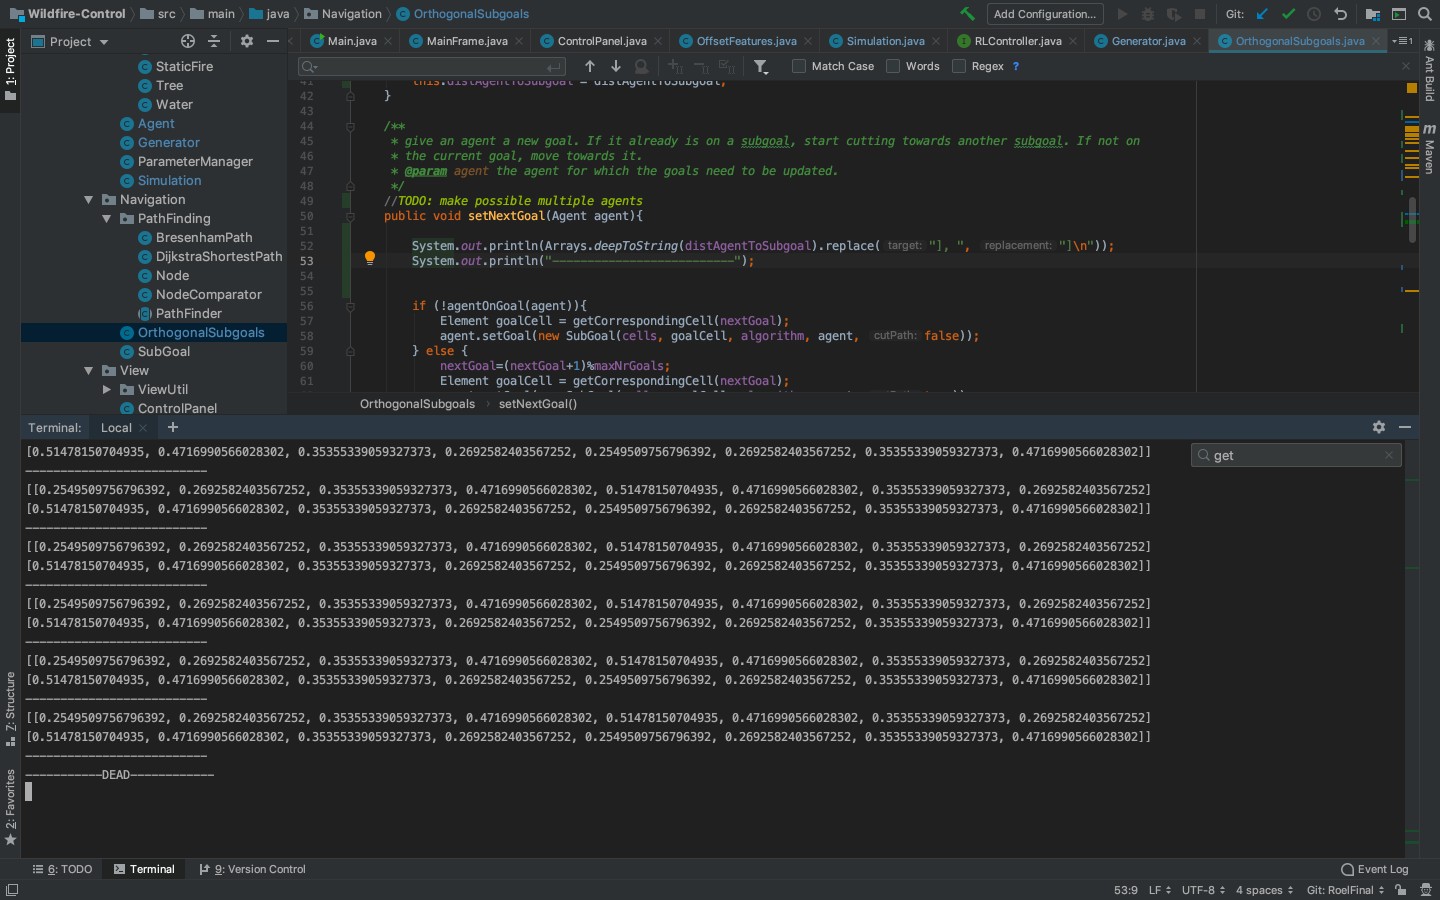 Wildfire-Control src main java Navigation OrthogonalSubgoals Add Configuration... Git:
1: Project
Project
Main.java MainFrame.java ControlPanel.java OffsetFeatures.java Simulation.java RLController.java Generator.java OrthogonalSubgoals.java
Match Case Words Regex ?
StaticFire
Tree
Water
Agent
Generator
ParameterManager
Simulation
Navigation
PathFinding
BresenhamPath
DijkstraShortestPath
Node
NodeComparator
PathFinder
OrthogonalSubgoals
SubGoal
View
ViewUtil
ControlPanel
41 this.distAgentToSubgoal = distAgentToSubgoal;
42 }
43
44 /**
45 * give an agent a new goal. If it already is on a subgoal, start cutting towards another subgoal. If not on
46 * the current goal, move towards it.
47 * @param agent the agent for which the goals need to be updated.
48 */
49 //TODO: make possible multiple agents
50 public void setNextGoal(Agent agent){
51
52 System.out.println(Arrays.deepToString(distAgentToSubgoal).replace( target: "], ", replacement: "]\n"));
53 System.out.println("--------------------------");
54
55
56 if (!agentOnGoal(agent)){
57 Element goalCell = getCorrespondingCell(nextGoal);
58 agent.setGoal(new SubGoal(cells, goalCell, algorithm, agent, cutPath: false));
59 } else {
60 nextGoal=(nextGoal+1)%maxNrGoals;
61 Element goalCell = getCorrespondingCell(nextGoal);
OrthogonalSubgoals setNextGoal()
Ant Build
Maven
Terminal: Local +
get
[0.51478150704935, 0.4716990566028302, 0.35355339059327373, 0.2692582403567252, 0.2549509756796392, 0.2692582403567252, 0.35355339059327373, 0.4716990566028302]]
--------------------------
[[0.2549509756796392, 0.2692582403567252, 0.35355339059327373, 0.4716990566028302, 0.51478150704935, 0.4716990566028302, 0.35355339059327373, 0.2692582403567252]
[0.51478150704935, 0.4716990566028302, 0.35355339059327373, 0.2692582403567252, 0.2549509756796392, 0.2692582403567252, 0.35355339059327373, 0.4716990566028302]]
--------------------------
[[0.2549509756796392, 0.2692582403567252, 0.35355339059327373, 0.4716990566028302, 0.51478150704935, 0.4716990566028302, 0.35355339059327373, 0.2692582403567252]
[0.51478150704935, 0.4716990566028302, 0.35355339059327373, 0.2692582403567252, 0.2549509756796392, 0.2692582403567252, 0.35355339059327373, 0.4716990566028302]]
--------------------------
[[0.2549509756796392, 0.2692582403567252, 0.35355339059327373, 0.4716990566028302, 0.51478150704935, 0.4716990566028302, 0.35355339059327373, 0.2692582403567252]
[0.51478150704935, 0.4716990566028302, 0.35355339059327373, 0.2692582403567252, 0.2549509756796392, 0.2692582403567252, 0.35355339059327373, 0.4716990566028302]]
--------------------------
[[0.2549509756796392, 0.2692582403567252, 0.35355339059327373, 0.4716990566028302, 0.51478150704935, 0.4716990566028302, 0.35355339059327373, 0.2692582403567252]
[0.51478150704935, 0.4716990566028302, 0.35355339059327373, 0.2692582403567252, 0.2549509756796392, 0.2692582403567252, 0.35355339059327373, 0.4716990566028302]]
--------------------------
[[0.2549509756796392, 0.2692582403567252, 0.35355339059327373, 0.4716990566028302, 0.51478150704935, 0.4716990566028302, 0.35355339059327373, 0.2692582403567252]
[0.51478150704935, 0.4716990566028302, 0.35355339059327373, 0.2692582403567252, 0.2549509756796392, 0.2692582403567252, 0.35355339059327373, 0.4716990566028302]]
--------------------------
-----------DEAD------------
7: Structure
2: Favorites
6: TODO Terminal 9: Version Control Event Log
53:9 LF UTF-8 4 spaces Git: RoelFinal